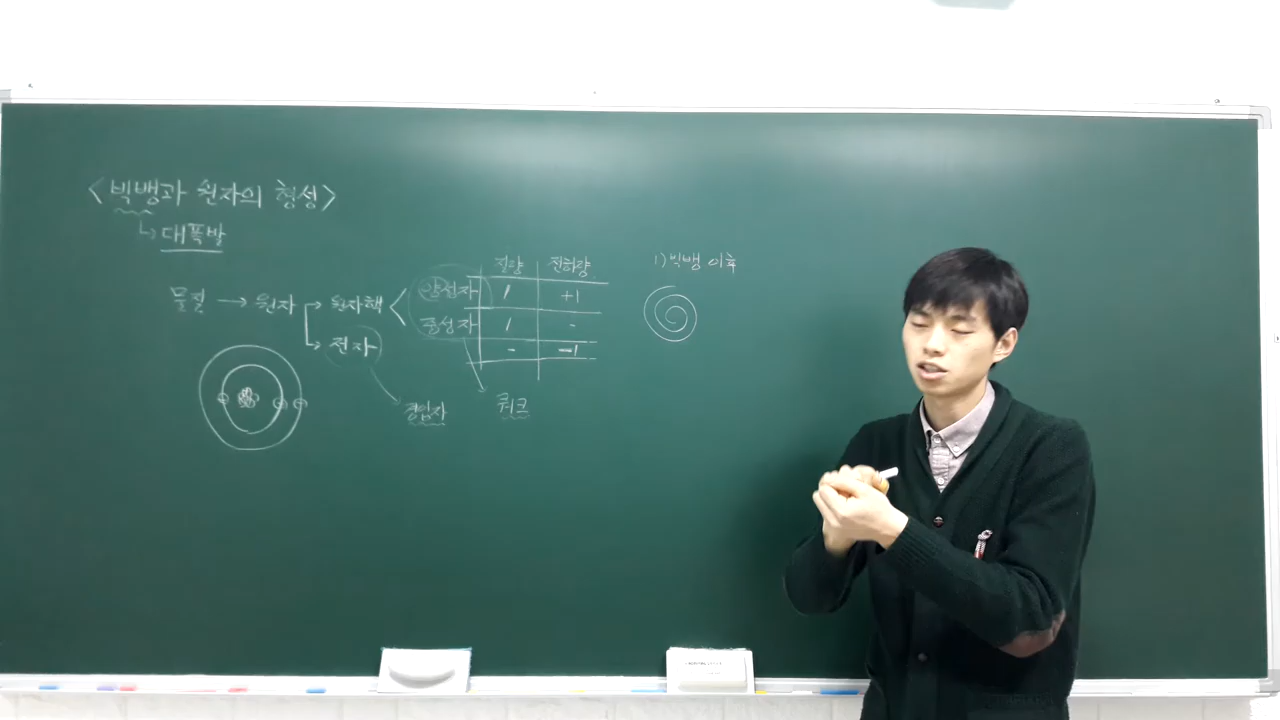 <빅뱅과 원자의 형성>
↳ 대폭발
질량 전하량
물질 → 원자 → 원자핵 < 양성자 1 +1
중성자 1 -
↳ 전자 - -1
경입자 쿼크
1) 빅뱅 이후